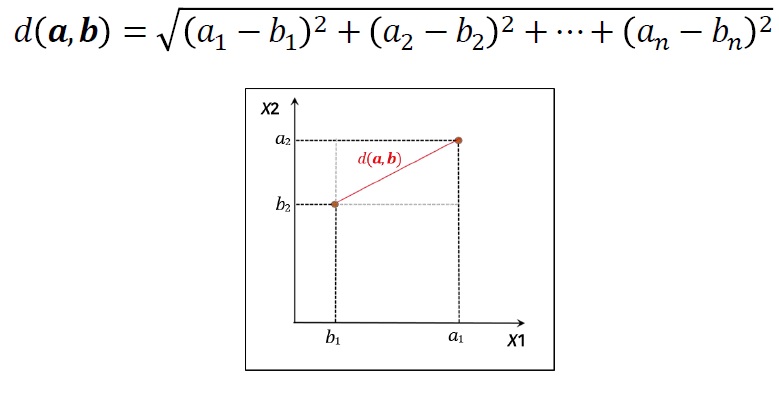 d(a, b) = √(a₁ − b₁)² + (a₂ − b₂)² + ⋯ + (aₙ − bₙ)²
X2
a₂
d(a, b)
b₂
b₁ a₁ X1